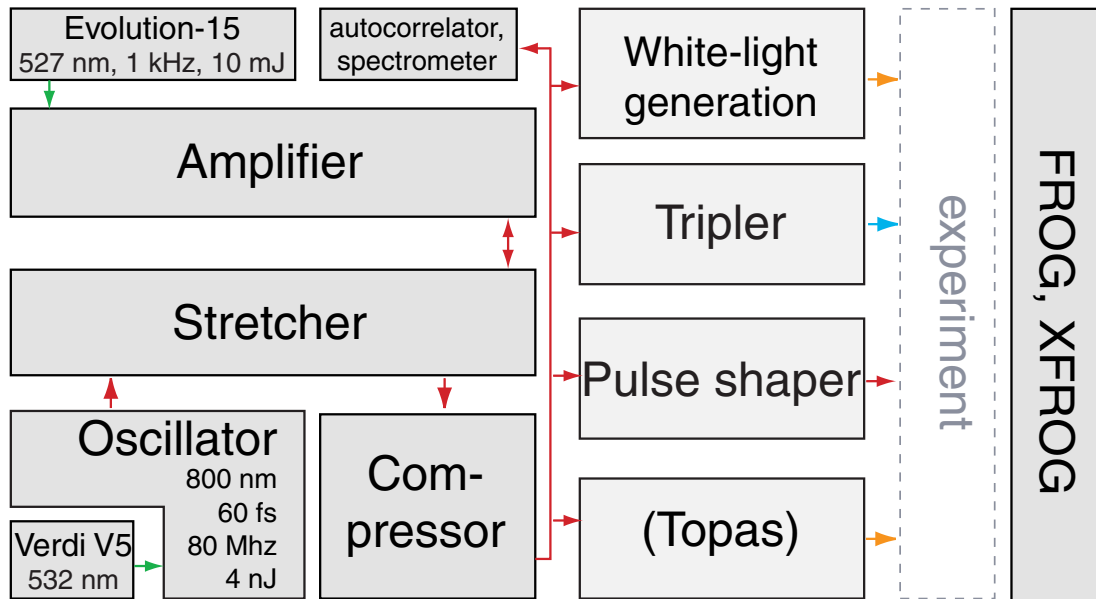 Evolution-15
527 nm, 1 kHz, 10 mJ
autocorrelator,
spectrometer
Amplifier
Stretcher
Oscillator
800 nm
60 fs
80 Mhz
4 nJ
Verdi V5
532 nm
Com-
pressor
White-light
generation
Tripler
Pulse shaper
(Topas)
experiment
FROG, XFROG